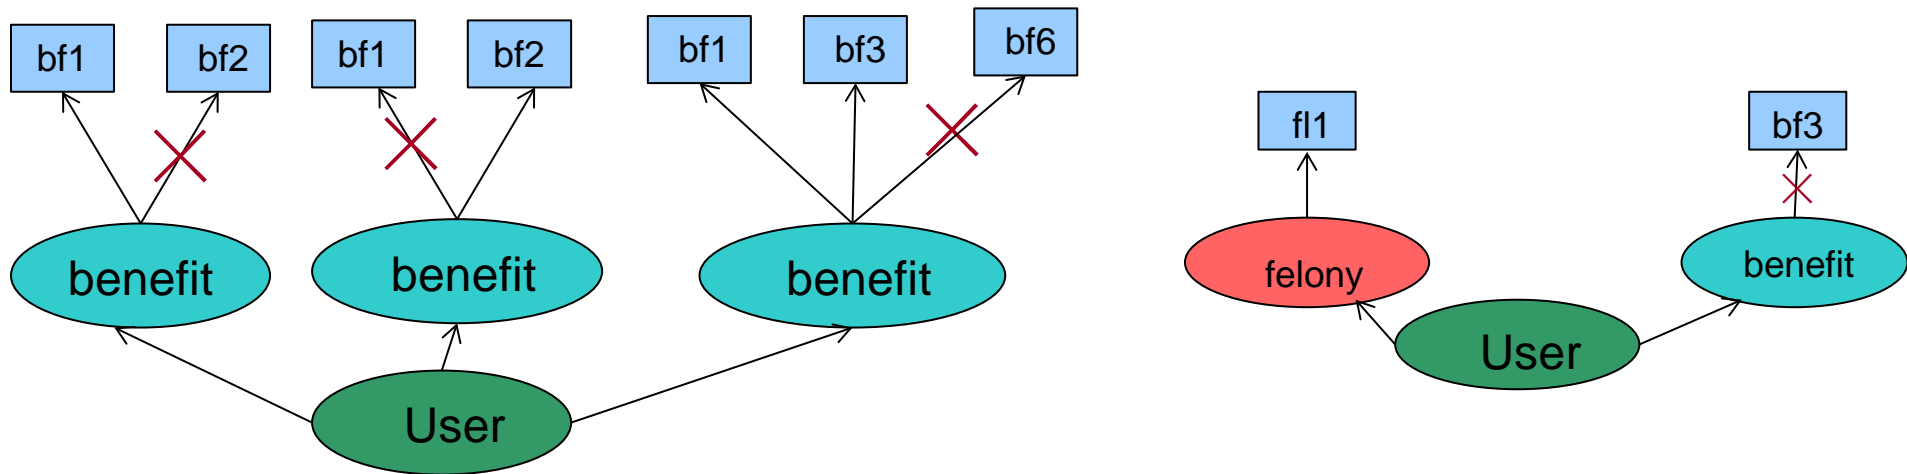 bf1
bf2
bf1
bf2
bf1
bf3
bf6
benefit
benefit
benefit
User
fl1
bf3
felony
benefit
User